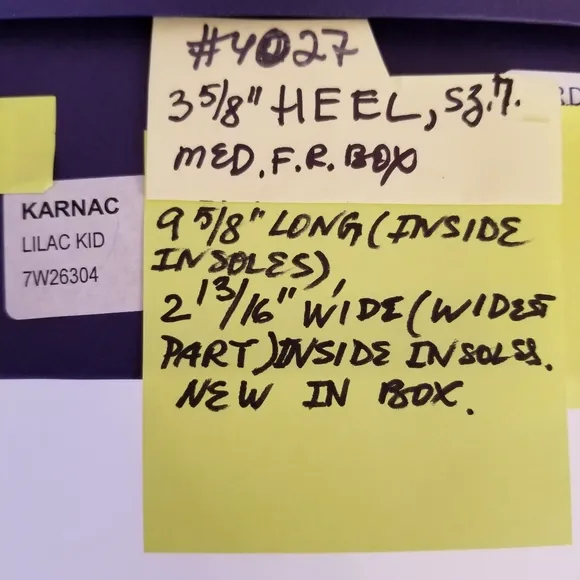 #4027
3 5/8" HEEL, SZ. 7.
MED. F.R. BOX
R.D
KARNAC
LILAC KID
7W26304
9 5/8" LONG (INSIDE
INSOLES),
2 13/16" WIDE (WIDEST
PART) INSIDE INSOLES.
NEW IN BOX.